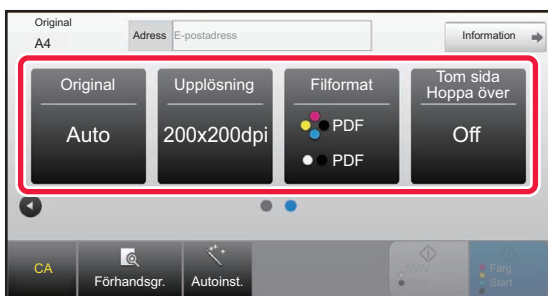 Original
A4
Adress E-postadress
Information
Original
Auto
Upplösning
200x200dpi
Filformat
PDF
PDF
Tom sida
Hoppa över
Off
CA
Förhandsgr.
Autoinst.
Färg
Start